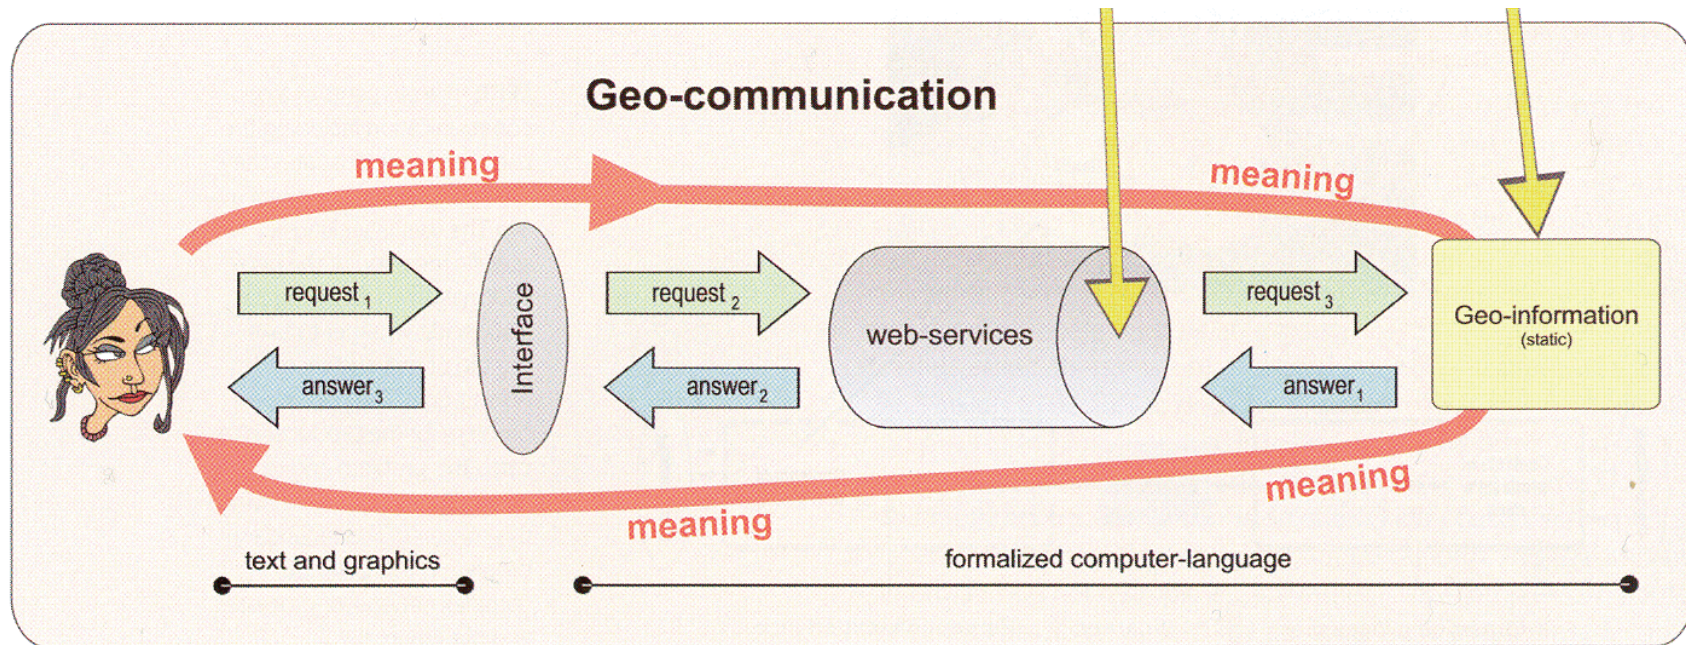 Geo-communication
meaning
meaning
request1
request2
request3
Interface
web-services
Geo-information
(static)
answer3
answer2
answer1
meaning
meaning
text and graphics
formalized computer-language